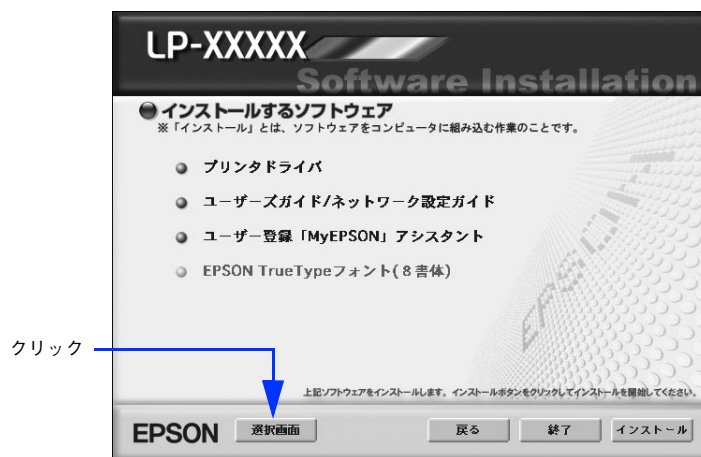 LP-XXXXX
Software Installation
インストールするソフトウェア
※「インストール」とは、ソフトウェアをコンピュータに組み込む作業のことです。
プリンタドライバ
ユーザーズガイド/ネットワーク設定ガイド
ユーザー登録「MyEPSON」アシスタント
EPSON TrueTypeフォント(8書体)
EPSON
クリック
上記ソフトウェアをインストールします。インストールボタンをクリックしてインストールを開始してください。
EPSON 選択画面 戻る 終了 インストール